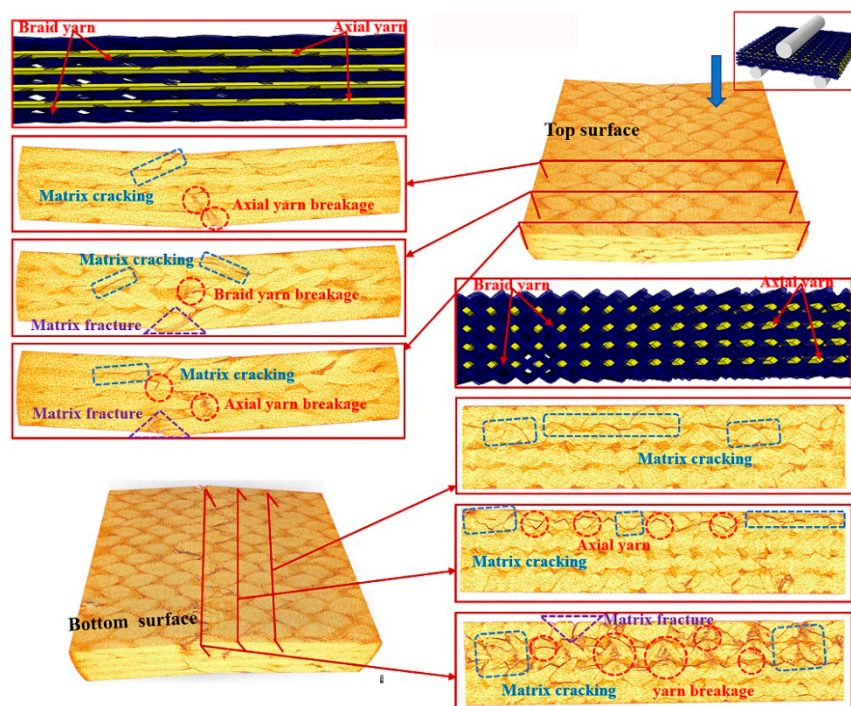 Braid yarn
Axial yarn
Matrix cracking
Axial yarn breakage
Matrix cracking
Braid yarn breakage
Matrix fracture
Matrix cracking
Matrix fracture
Axial yarn breakage
Top surface
Braid yarn
Axial yarn
Matrix cracking
Axial yarn
Matrix cracking
Matrix fracture
Matrix cracking
yarn breakage
Bottom surface